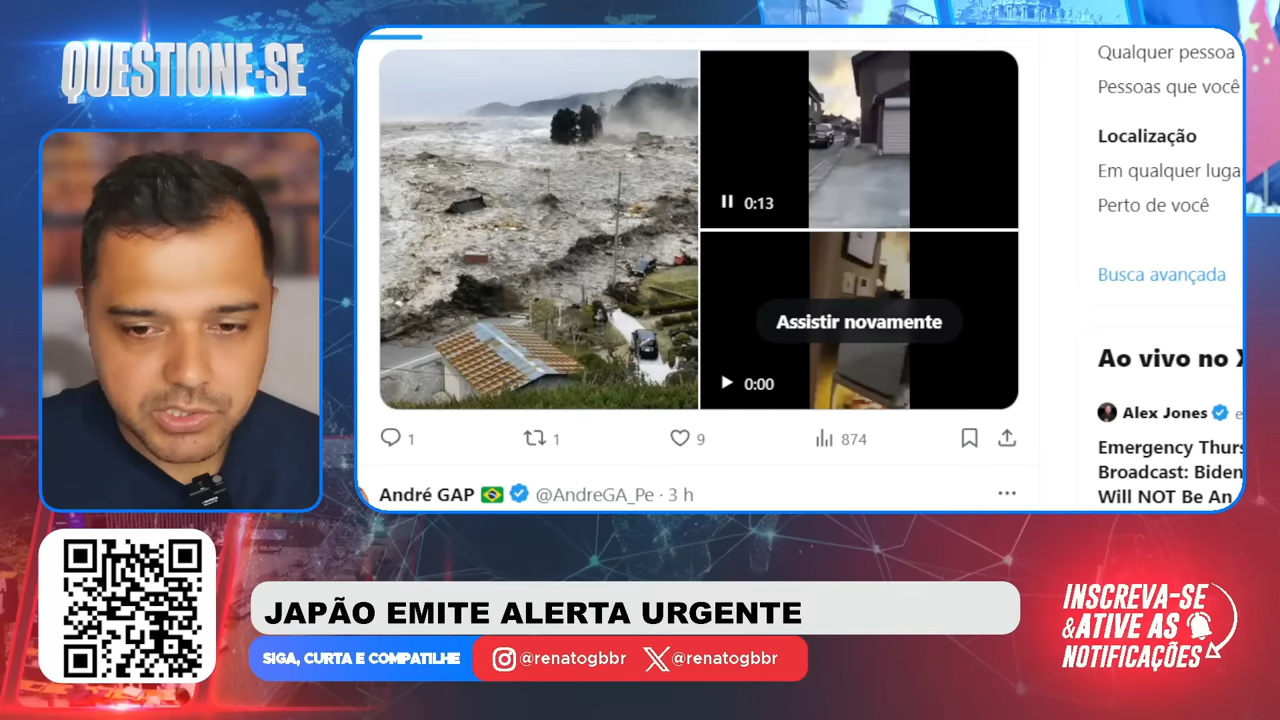 QUESTIONE-SE
0:13
Assistir novamente
0:00
1
1
9
874
André GAP
@AndreGA_Pe · 3 h
Qualquer pessoa
Pessoas que você
Localização
Em qualquer luga
Perto de você
Busca avançada
Ao vivo no X
Alex Jones
Emergency Thurs
Broadcast: Biden
Will NOT Be An
JAPÃO EMITE ALERTA URGENTE
SIGA, CURTA E COMPATILHE
@renatogbbr
@renatogbbr
INSCREVA-SE
&ATIVE AS
NOTIFICAÇÕES